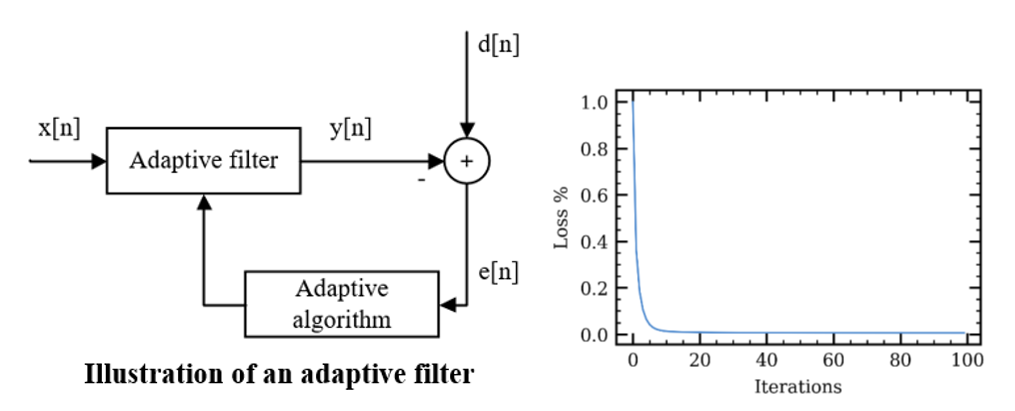 d[n]
x[n]
y[n]
Adaptive filter
+
-
e[n]
Adaptive
algorithm
Illustration of an adaptive filter
Loss %
1.0
0.8
0.6
0.4
0.2
0.0
0 20 40 60 80 100
Iterations